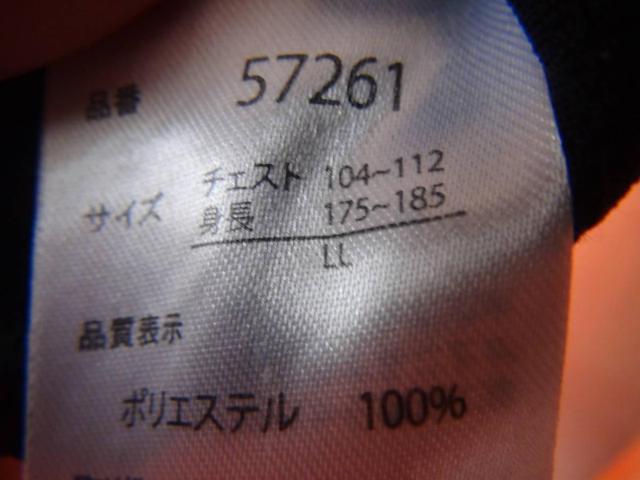 品番 57261
サイズ チェスト 104~112
身長 175~185
LL
品質表示
ポリエステル 100%